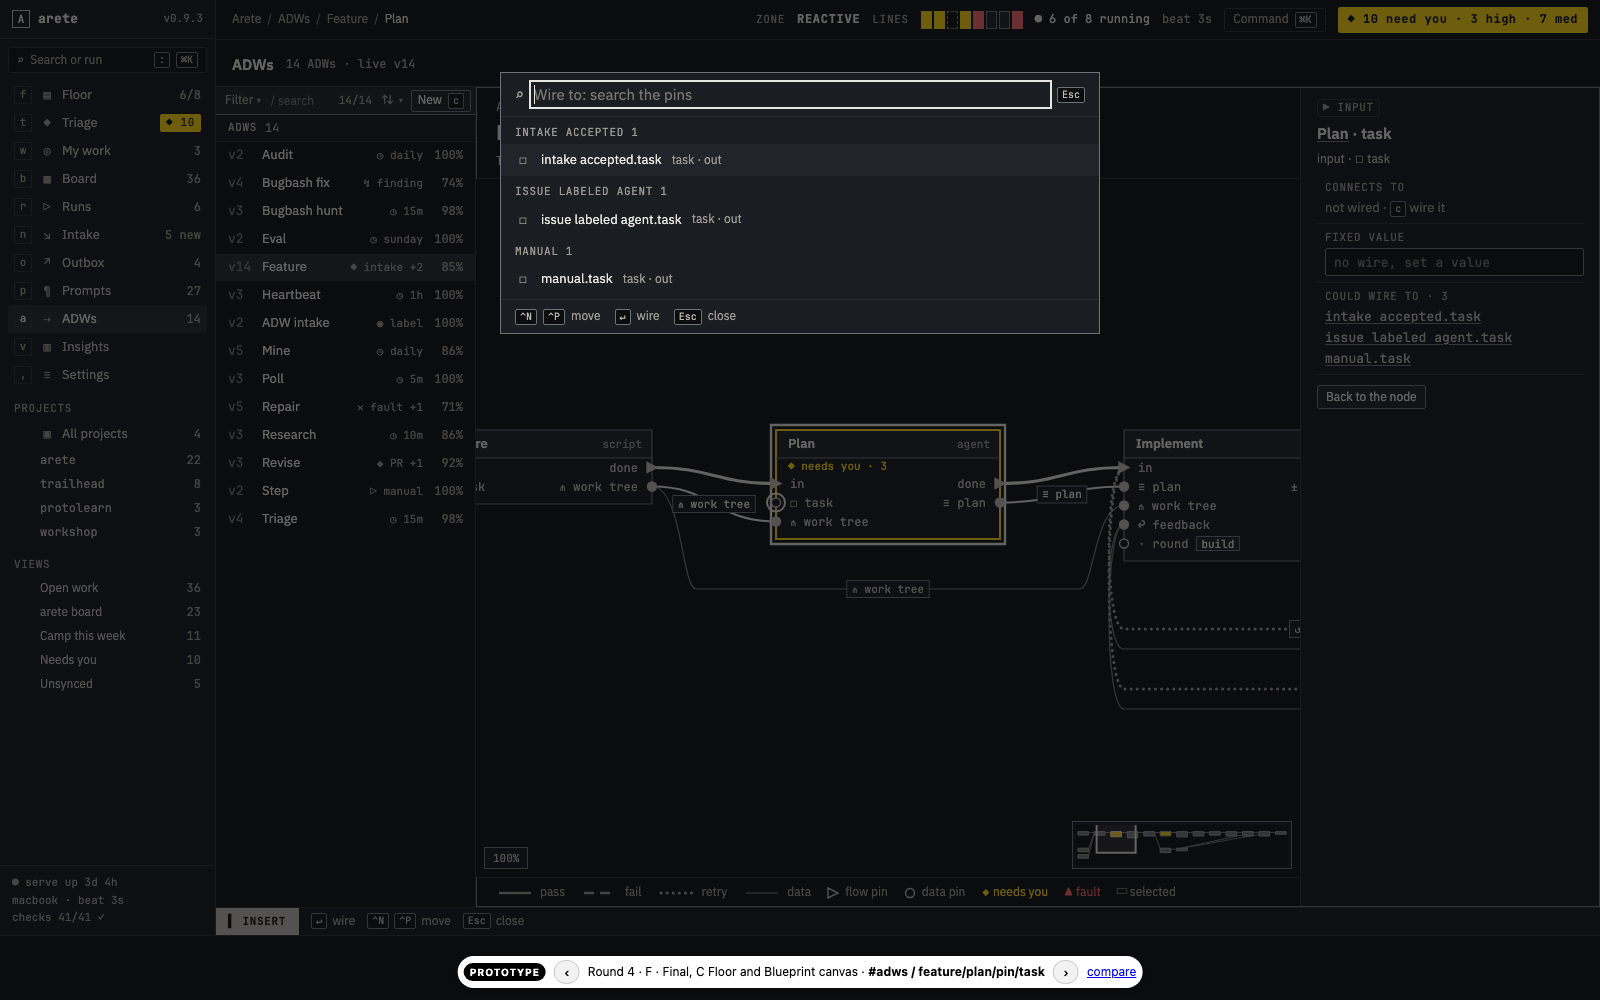 A arete v0.9.3
Arete / ADWs / Feature / Plan
ZONE REACTIVE LINES 6 of 8 running beat 3s Command ⌘K ◆ 10 need you · 3 high · 7 med
Search or run : ⌘K
f Floor 6/8
t Triage ◆ 10
w My work 3
b Board 36
r Runs 6
n Intake 5 new
o Outbox 4
p Prompts 27
a ADWs 14
v Insights
, Settings
PROJECTS
All projects 4
arete 22
trailhead 8
protolearn 3
workshop 3
VIEWS
Open work 36
arete board 23
Camp this week 11
Needs you 10
Unsynced 5
● serve up 3d 4h
macbook · beat 3s
checks 41/41 ✓
ADWs 14 ADWs · live v14
Filter / search 14/14 New c
ADWS 14
v2 Audit daily 100%
v4 Bugbash fix finding 74%
v3 Bugbash hunt 15m 98%
v2 Eval sunday 100%
v14 Feature ◆ intake +2 85%
v3 Heartbeat 1h 100%
v2 ADW intake label 100%
v5 Mine daily 86%
v3 Poll 5m 100%
v5 Repair × fault +1 71%
v3 Research 10m 86%
v3 Revise ◆ PR +1 92%
v2 Step ▷ manual 100%
v4 Triage 15m 98%
Wire to: search the pins Esc
INTAKE ACCEPTED 1
intake accepted.task task · out
ISSUE LABELED AGENT 1
issue labeled agent.task task · out
MANUAL 1
manual.task task · out
^N ^P move ↵ wire Esc close
re script
done
sk work tree
work tree
Plan agent
◆ needs you · 3
in done
task plan
work tree
plan
work tree
Implement
in
plan ±
work tree
feedback
· round build
100%
pass fail retry data flow pin data pin ◆ needs you fault selected
INSERT ↵ wire ^N ^P move Esc close
▶ INPUT
Plan · task
input · □ task
CONNECTS TO
not wired · c wire it
FIXED VALUE
no wire, set a value
COULD WIRE TO · 3
intake accepted.task
issue labeled agent.task
manual.task
Back to the node
PROTOTYPE ‹ Round 4 · F · Final, C Floor and Blueprint canvas · #adws / feature/plan/pin/task › compare